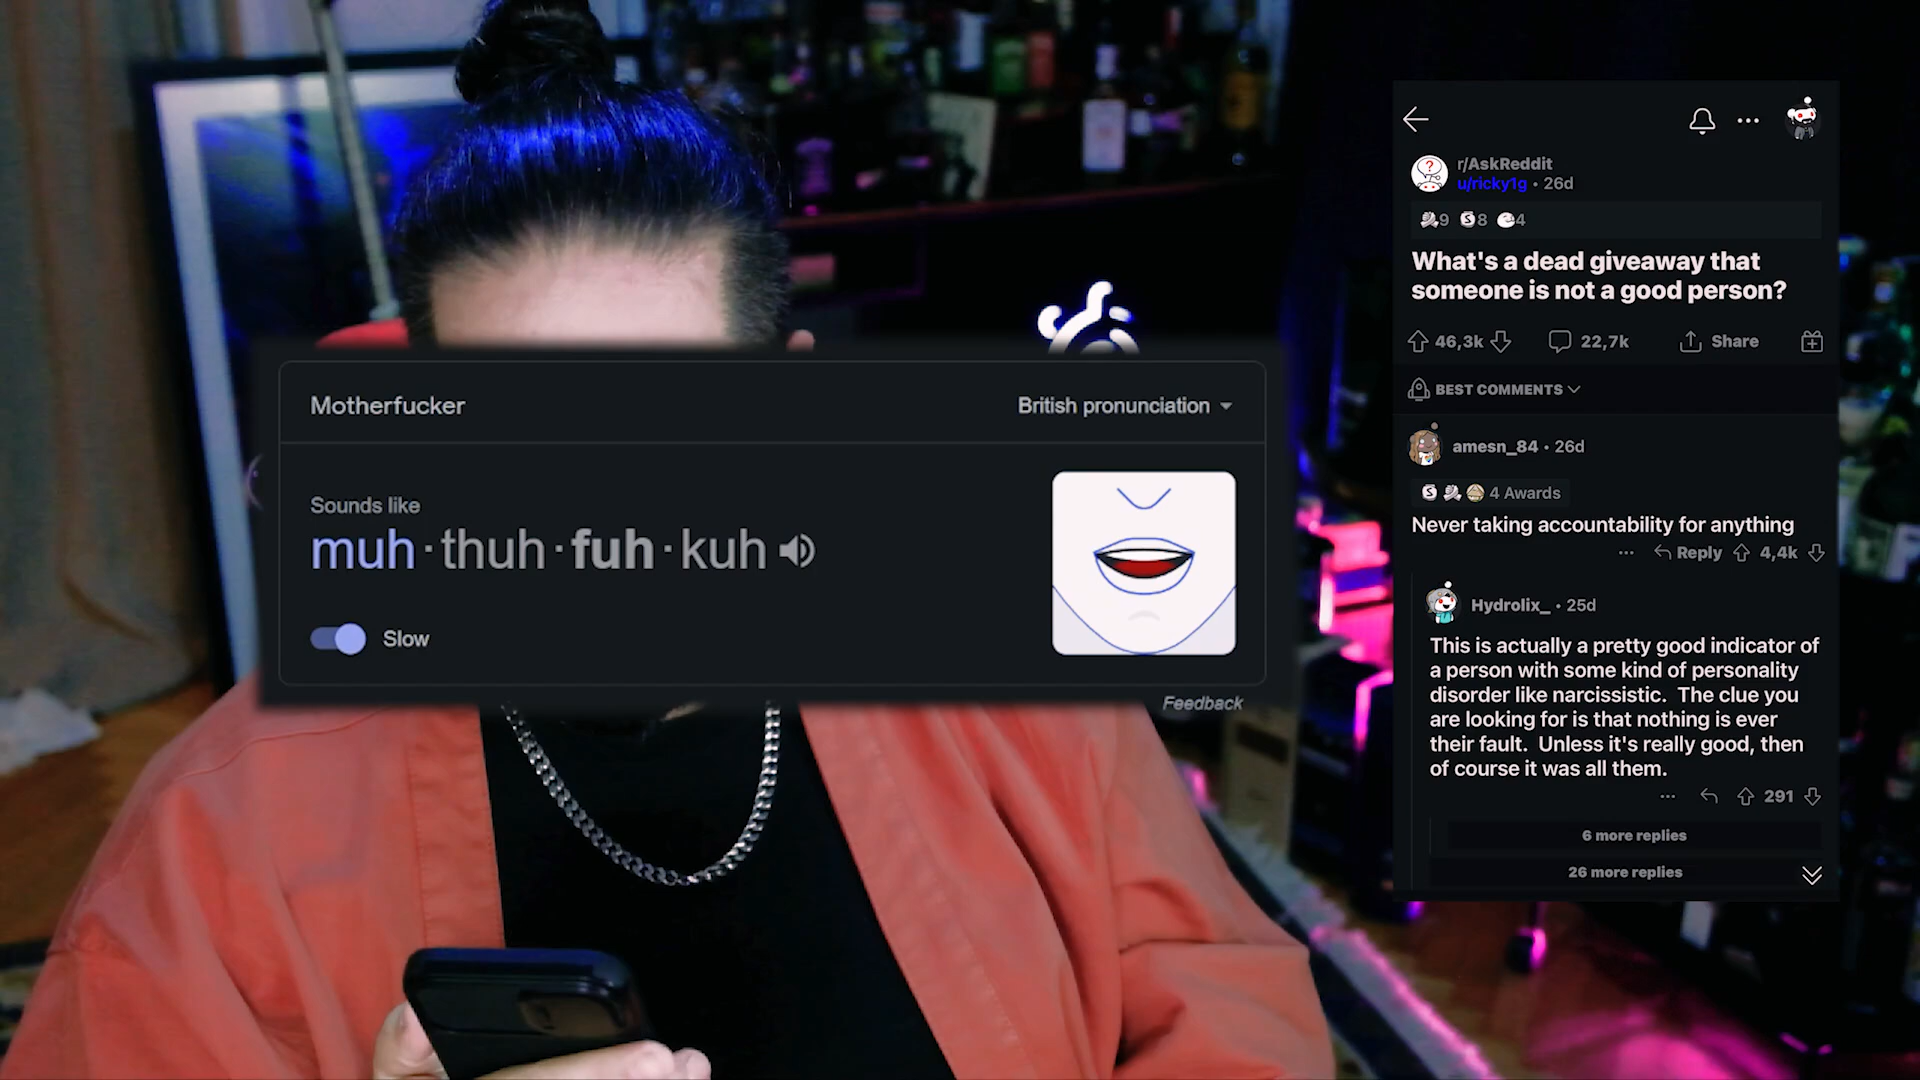 Motherfucker
British pronunciation
Sounds like
muh·thuh·fuh·kuh
Slow
Feedback
r/AskReddit
u/ricky1g • 26d
9 8 4
What's a dead giveaway that
someone is not a good person?
46,3k 22,7k Share
BEST COMMENTS
amesn_84 • 26d
4 Awards
Never taking accountability for anything
Reply 4,4k
Hydrolix_ • 25d
This is actually a pretty good indicator of
a person with some kind of personality
disorder like narcissistic. The clue you
are looking for is that nothing is ever
their fault. Unless it's really good, then
of course it was all them.
291
6 more replies
26 more replies